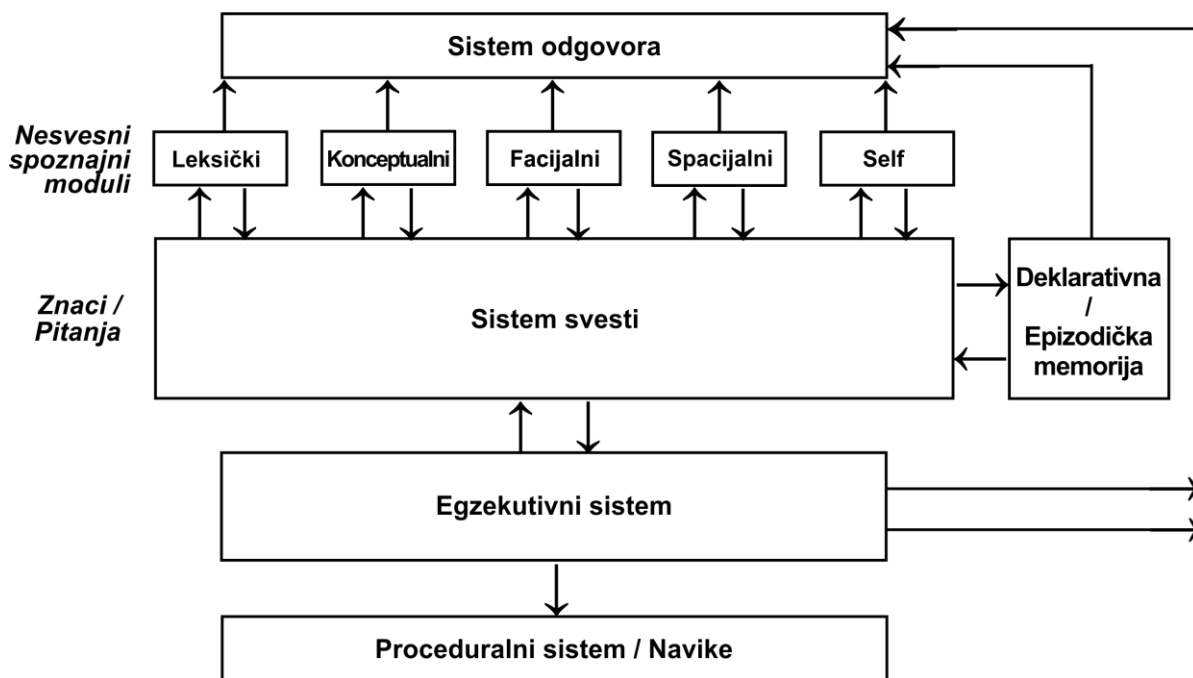 Sistem odgovora
Nesvesni
spoznajni
moduli
Leksički
Konceptualni
Facijalni
Spacijalni
Self
Znaci /
Pitanja
Sistem svesti
Deklarativna
/
Epizodička
memorija
Egzekutivni sistem
Proceduralni sistem / Navike